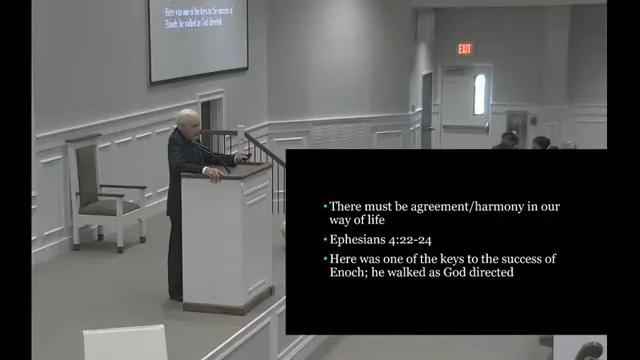 Here was one of the keys to the success of
Enoch; he walked as God directed
EXIT
• There must be agreement/harmony in our
way of life
• Ephesians 4:22-24
• Here was one of the keys to the success of
Enoch; he walked as God directed